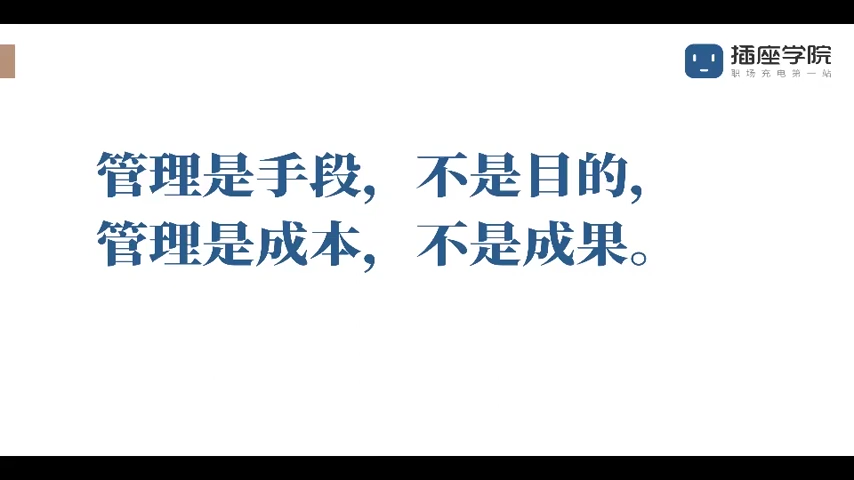 插座学院
职场充电第一站
管理是手段，不是目的，
管理是成本，不是成果。